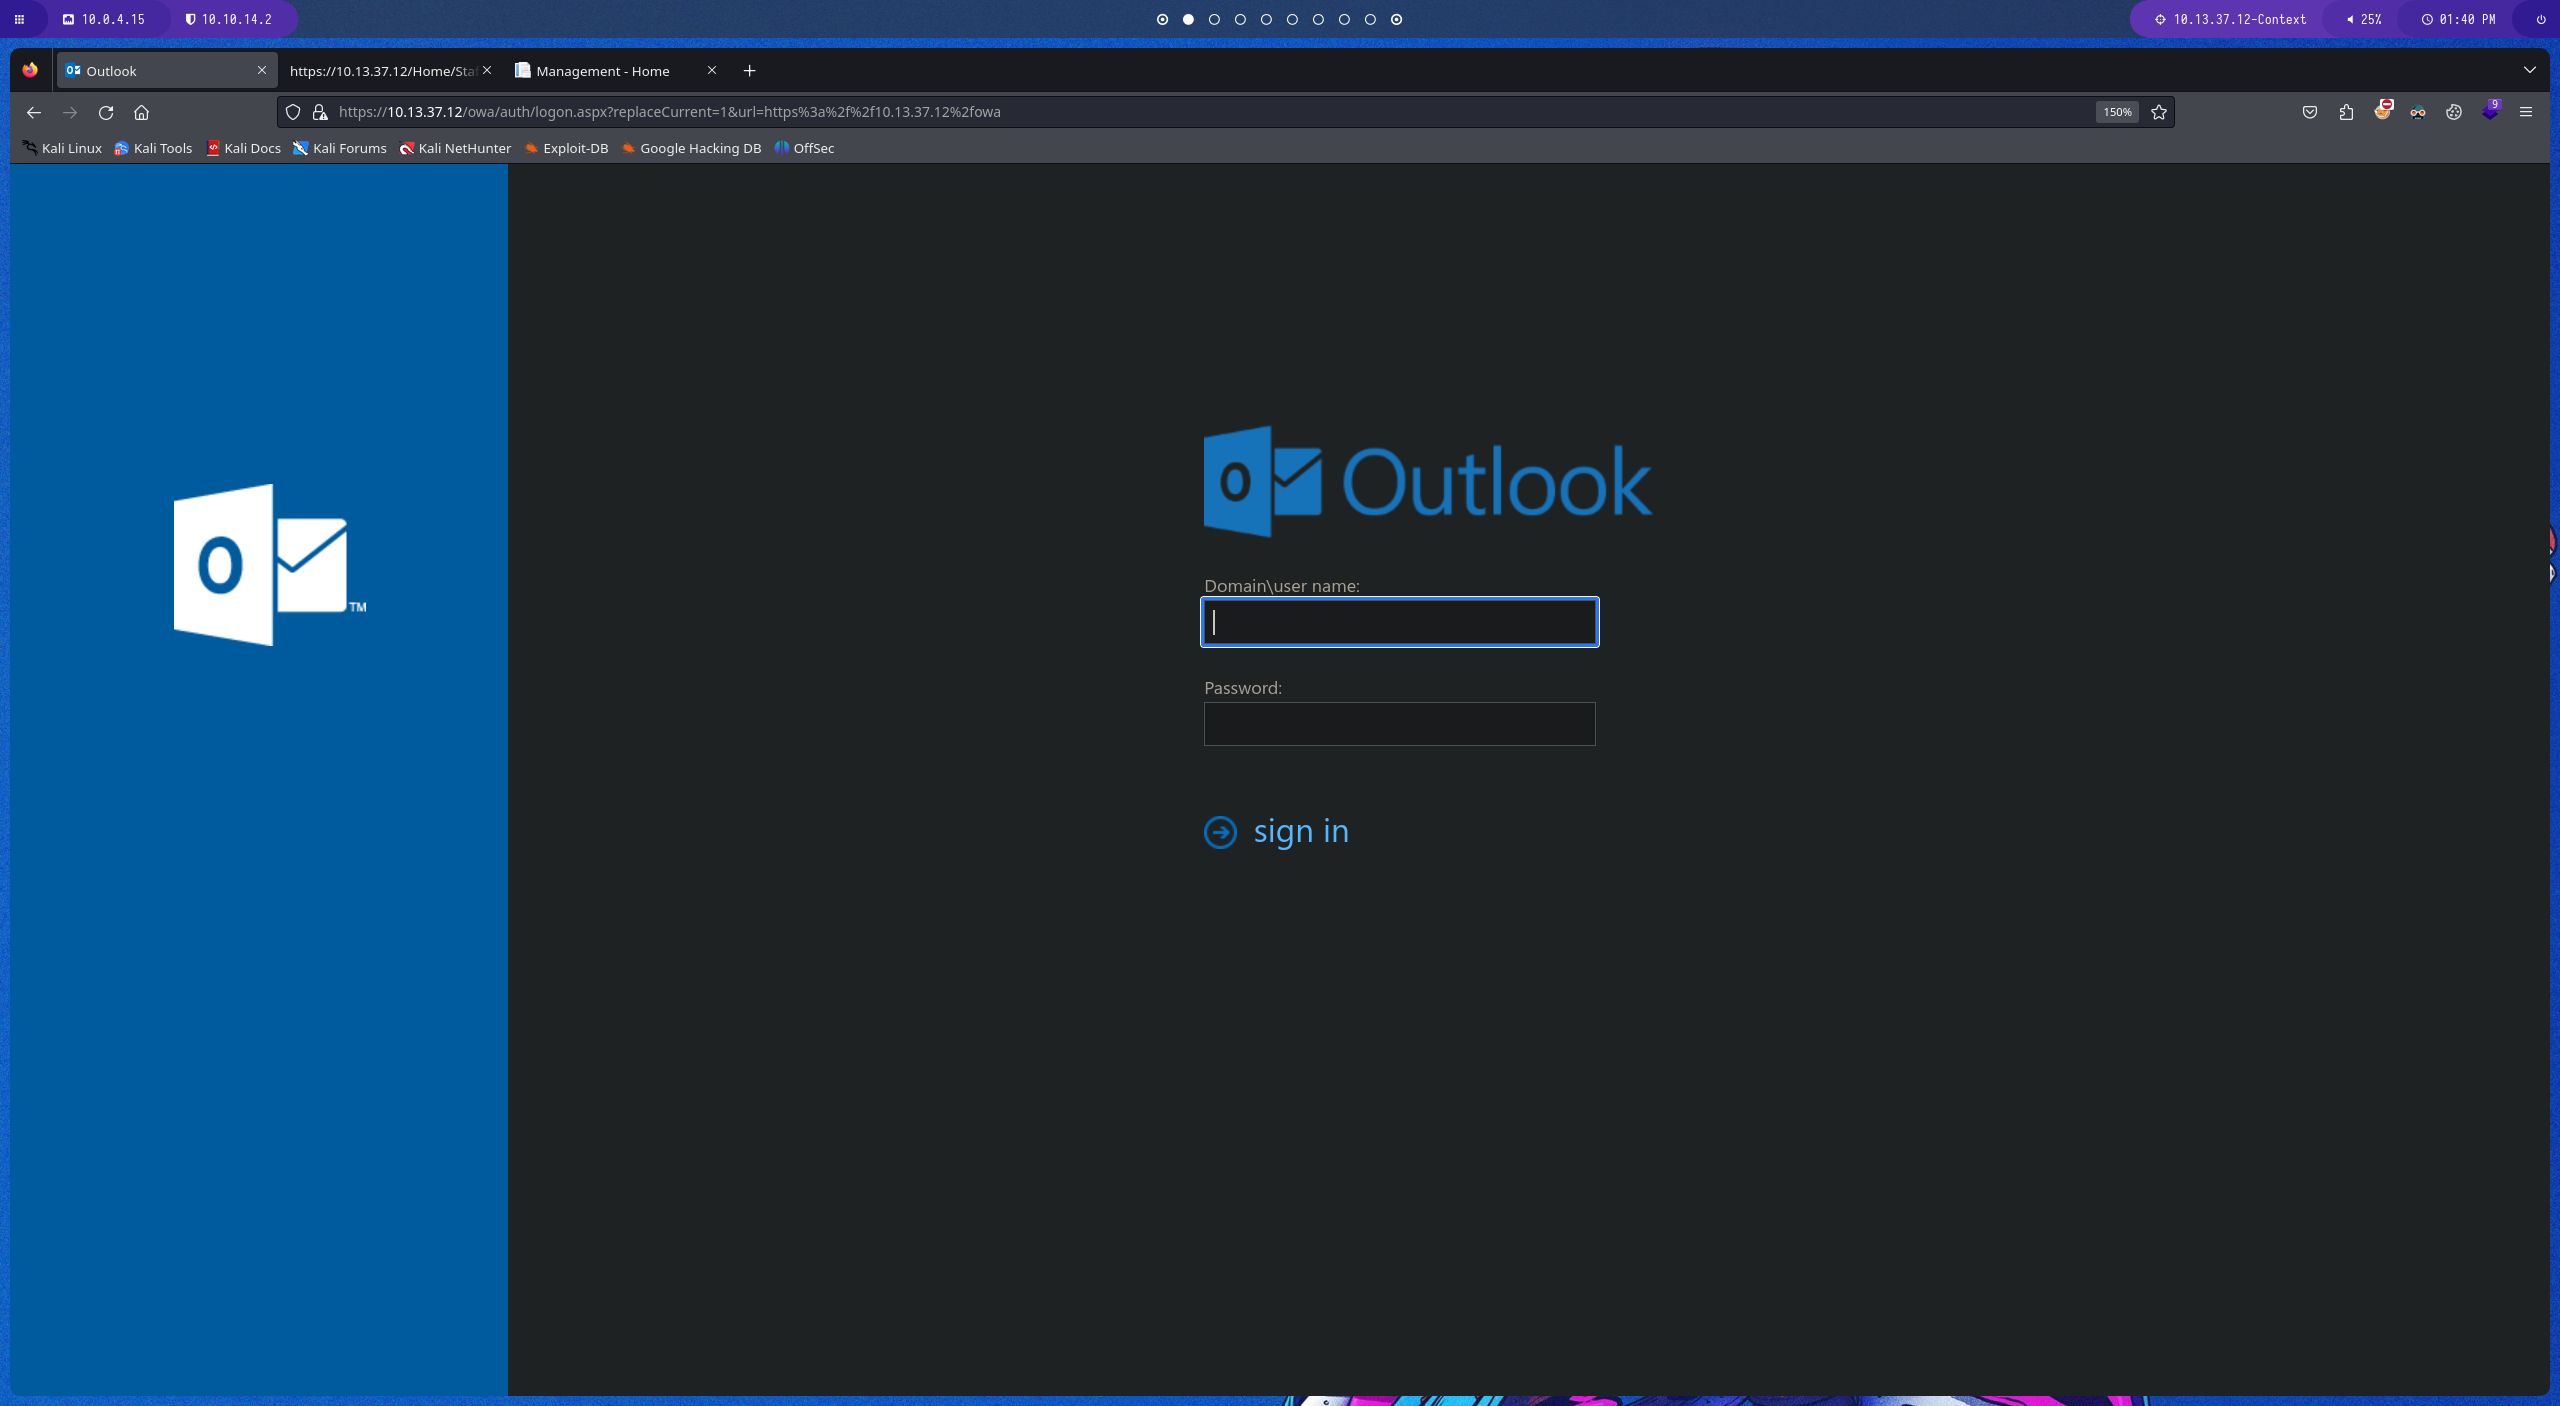 10.0.4.15 10.10.14.2 10.13.37.12-Context 25% 01:40 PM
Outlook https://10.13.37.12/Home/Staf Management - Home
https://10.13.37.12/owa/auth/logon.aspx?replaceCurrent=1&url=https%3a%2f%2f10.13.37.12%2fowa 150% 9
Kali Linux Kali Tools Kali Docs Kali Forums Kali NetHunter Exploit-DB Google Hacking DB OffSec
Outlook
TM
Domain\user name:
Password:
sign in